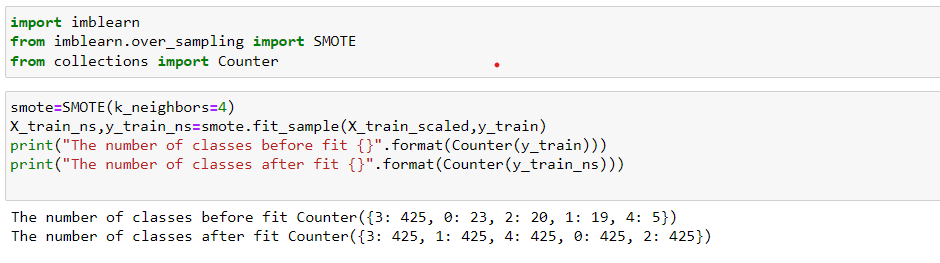 import imblearn
from imblearn.over_sampling import SMOTE
from collections import Counter
smote=SMOTE(k_neighbors=4)
X_train_ns,y_train_ns=smote.fit_sample(X_train_scaled,y_train)
print("The number of classes before fit {}".format(Counter(y_train)))
print("The number of classes after fit {}".format(Counter(y_train_ns)))
The number of classes before fit Counter({3: 425, 0: 23, 2: 20, 1: 19, 4: 5})
The number of classes after fit Counter({3: 425, 1: 425, 4: 425, 0: 425, 2: 425})